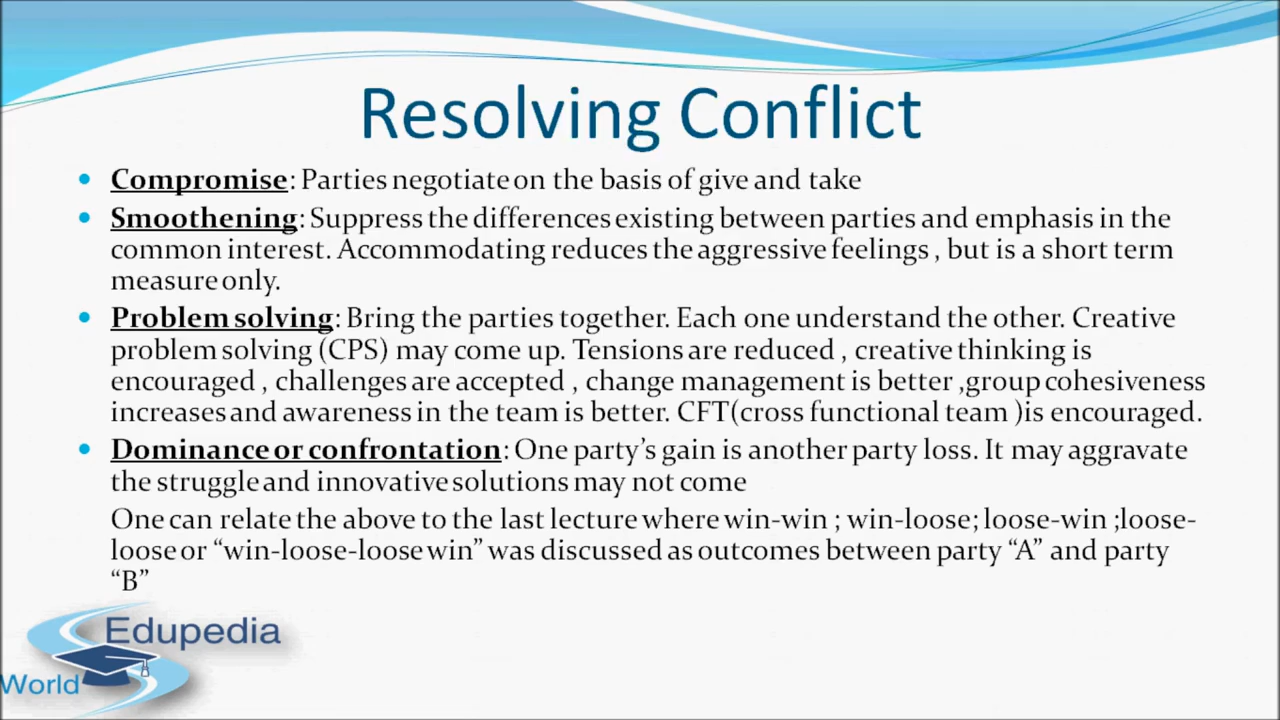 Resolving Conflict
• Compromise: Parties negotiate on the basis of give and take
• Smoothening: Suppress the differences existing between parties and emphasis in the
common interest. Accommodating reduces the aggressive feelings , but is a short term
measure only.
• Problem solving: Bring the parties together. Each one understand the other. Creative
problem solving (CPS) may come up. Tensions are reduced , creative thinking is
encouraged , challenges are accepted , change management is better ,group cohesiveness
increases and awareness in the team is better. CFT(cross functional team )is encouraged.
• Dominance or confrontation: One party’s gain is another party loss. It may aggravate
the struggle and innovative solutions may not come
One can relate the above to the last lecture where win-win ; win-loose; loose-win ;loose-
loose or “win-loose-loose win” was discussed as outcomes between party “A” and party
“B”
Edupedia
World